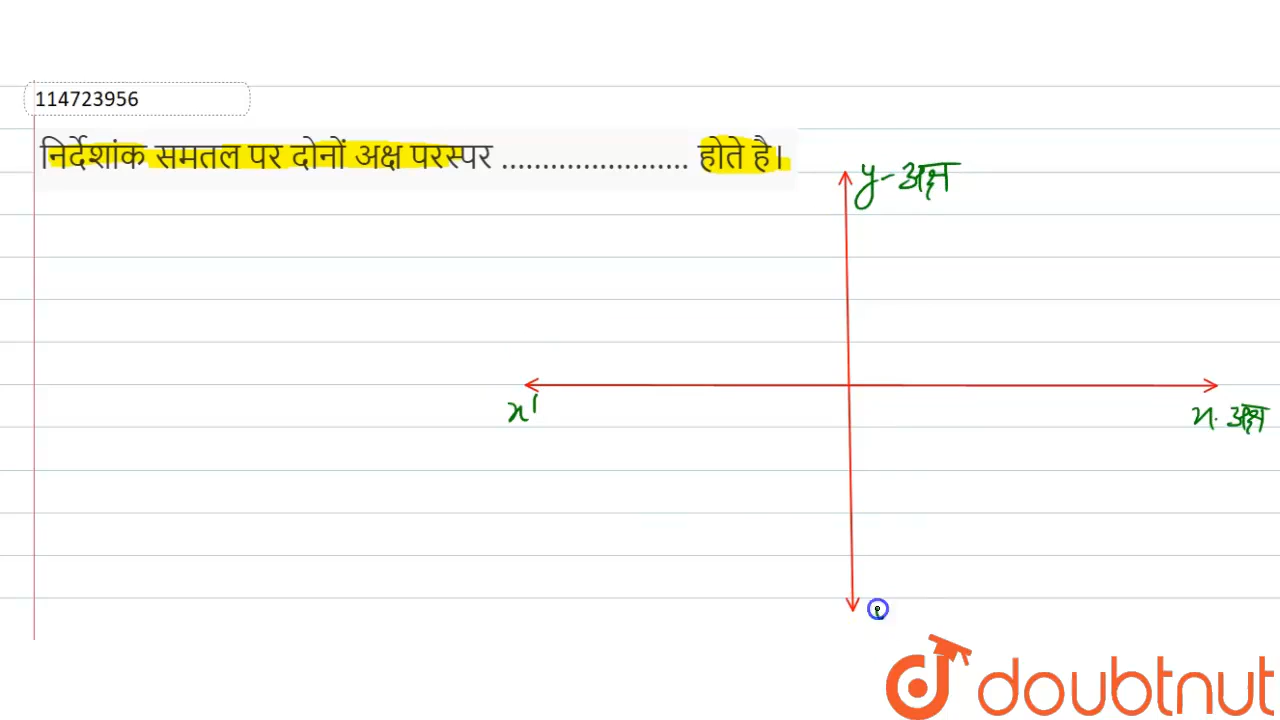 114723956
निर्देशांक समतल पर दोनों अक्ष परस्पर ....................... होते है।
y-अक्ष
x'
x. अक्ष
doubtnut